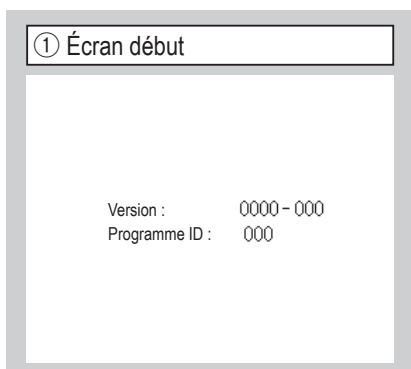 ① Écran début
Version : 0000-000
Programme ID : 000